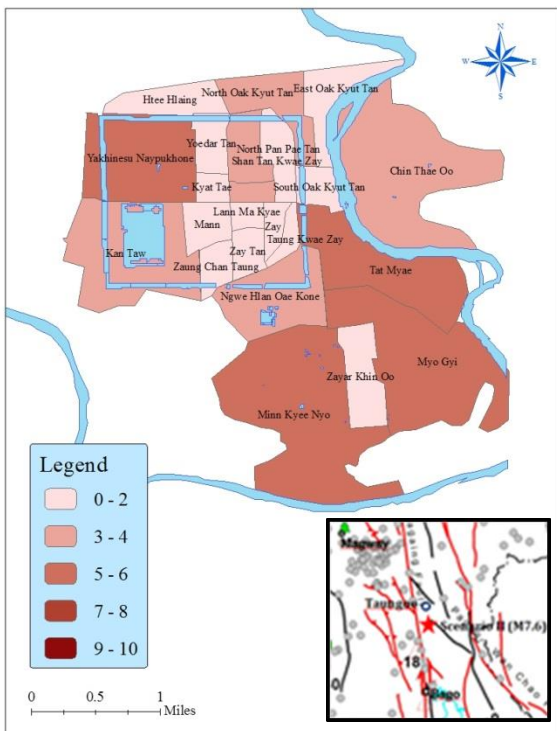 N
W E
S
Htee Hlaing
North Oak Kyut Tan
East Oak Kyut Tan
Yakhinesu Naypukhone
Yoedar Tan
North Pan Pae Tan
Shan Tan Kwae Zay
Chin Thae Oo
Kyat Tae
South Oak Kyut Tan
Lann Ma Kyae
Mann
Zay
Taung Kwae Zay
Kan Taw
Zay Tan
Zaung Chan Taung
Tat Myae
Ngwe Hlan Oae Kone
Myo Gyi
Zayar Khin Oo
Minn Kyee Nyo
Legend
0 - 2
3 - 4
5 - 6
7 - 8
9 - 10
0 0.5 1
Miles
Magway
Taungoo
Scenario II (M7.6)
18
Bago